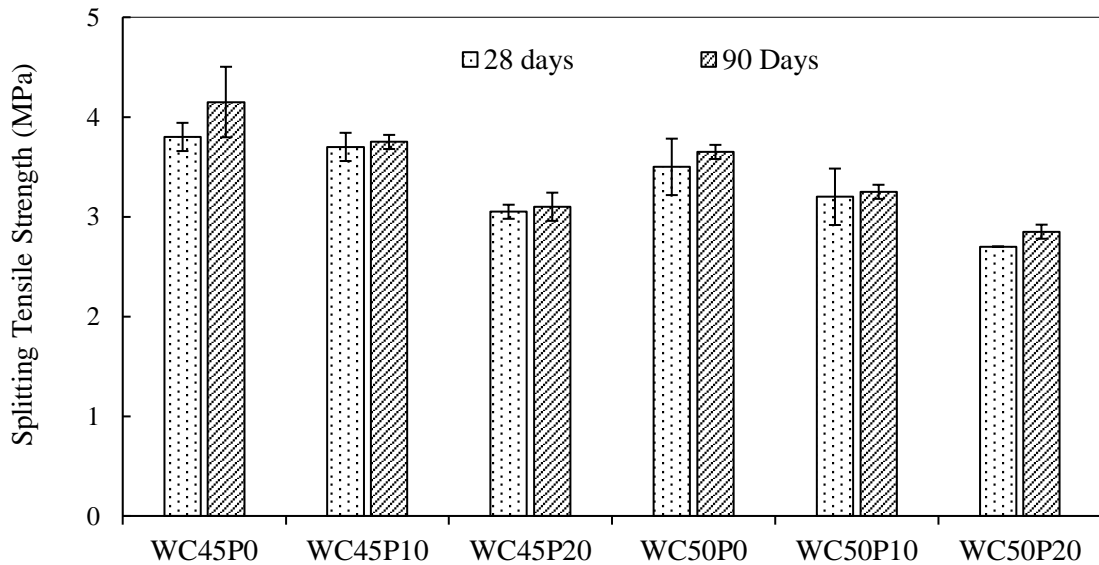 Splitting Tensile Strength (MPa)
5
4
3
2
1
0
28 days
90 Days
WC45P0
WC45P10
WC45P20
WC50P0
WC50P10
WC50P20